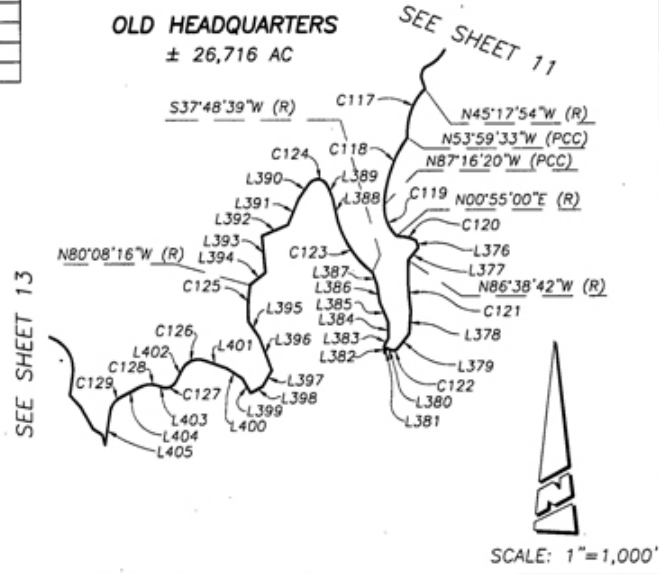 OLD HEADQUARTERS
± 26,716 AC
SEE SHEET 11
S37°48'39"W (R)
C117
N45°17'54"W (R)
N53°59'33"W (PCC)
C118
N87°16'20"W (PCC)
C124
L389
L390
C119
L388
N00°55'00"E (R)
L391
L392
C120
L393
C123
L376
N80°08'16"W (R)
L394
L377
L387
C125
L386
N86°38'42"W (R)
L385
C121
L395
L384
L378
SEE SHEET 13
C126
L401
L396
L383
L402
L382
C128
L379
C129
L397
C122
C127
L398
L380
L403
L399
L381
L404
L400
L405
N
SCALE: 1"=1,000'